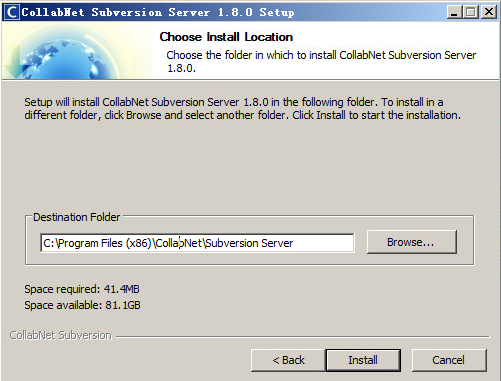 CollabNet Subversion Server 1.8.0 Setup
Choose Install Location
Choose the folder in which to install CollabNet Subversion Server
1.8.0.
Setup will install CollabNet Subversion Server 1.8.0 in the following folder. To install in a
different folder, click Browse and select another folder. Click Install to start the installation.
Destination Folder
C:\Program Files (x86)\CollabNet\Subversion Server
Browse...
Space required: 41.4MB
Space available: 81.1GB
CollabNet Subversion
< Back
Install
Cancel